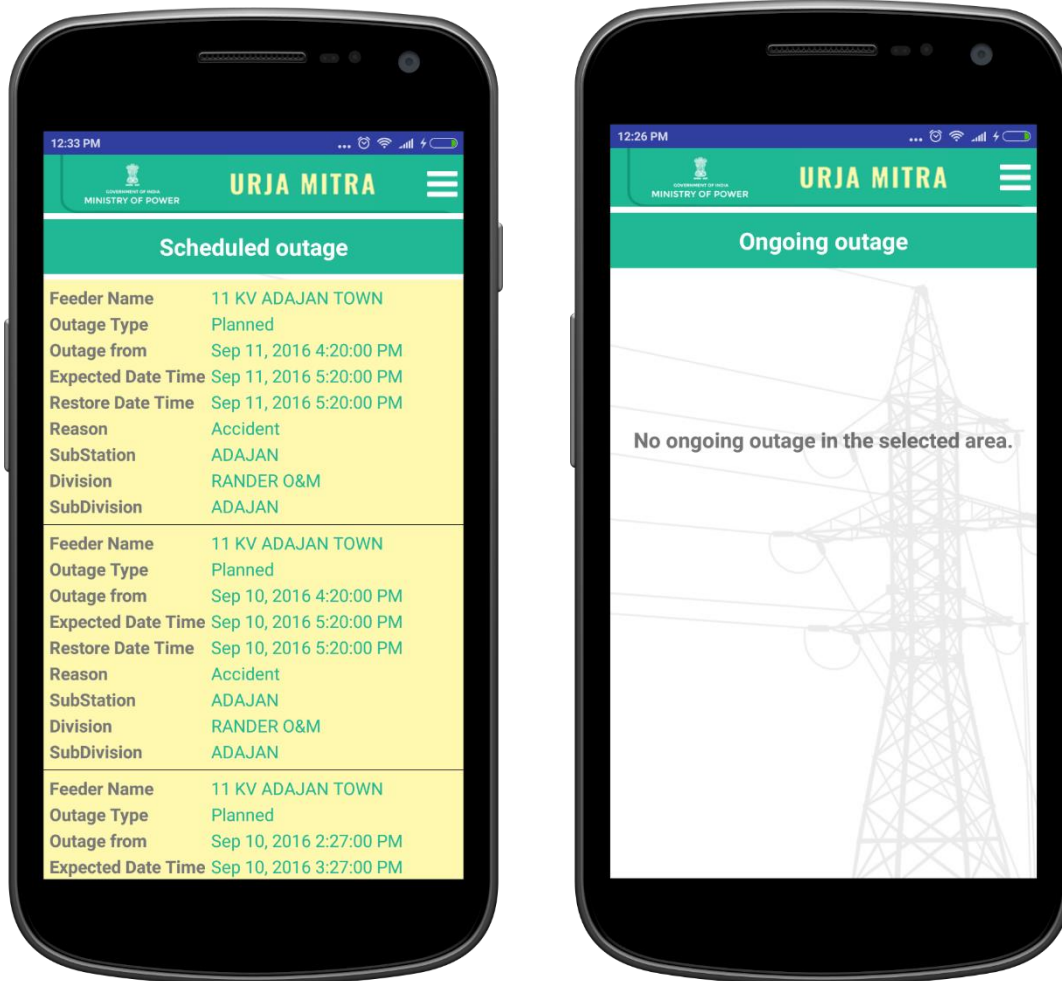 12:33 PM
GOVERNMENT OF INDIA
MINISTRY OF POWER
URJA MITRA
Scheduled outage
Feeder Name 11 KV ADAJAN TOWN
Outage Type Planned
Outage from Sep 11, 2016 4:20:00 PM
Expected Date Time Sep 11, 2016 5:20:00 PM
Restore Date Time Sep 11, 2016 5:20:00 PM
Reason Accident
SubStation ADAJAN
Division RANDER O&M
SubDivision ADAJAN
Feeder Name 11 KV ADAJAN TOWN
Outage Type Planned
Outage from Sep 10, 2016 4:20:00 PM
Expected Date Time Sep 10, 2016 5:20:00 PM
Restore Date Time Sep 10, 2016 5:20:00 PM
Reason Accident
SubStation ADAJAN
Division RANDER O&M
SubDivision ADAJAN
Feeder Name 11 KV ADAJAN TOWN
Outage Type Planned
Outage from Sep 10, 2016 2:27:00 PM
Expected Date Time Sep 10, 2016 3:27:00 PM
12:26 PM
GOVERNMENT OF INDIA
MINISTRY OF POWER
URJA MITRA
Ongoing outage
No ongoing outage in the selected area.